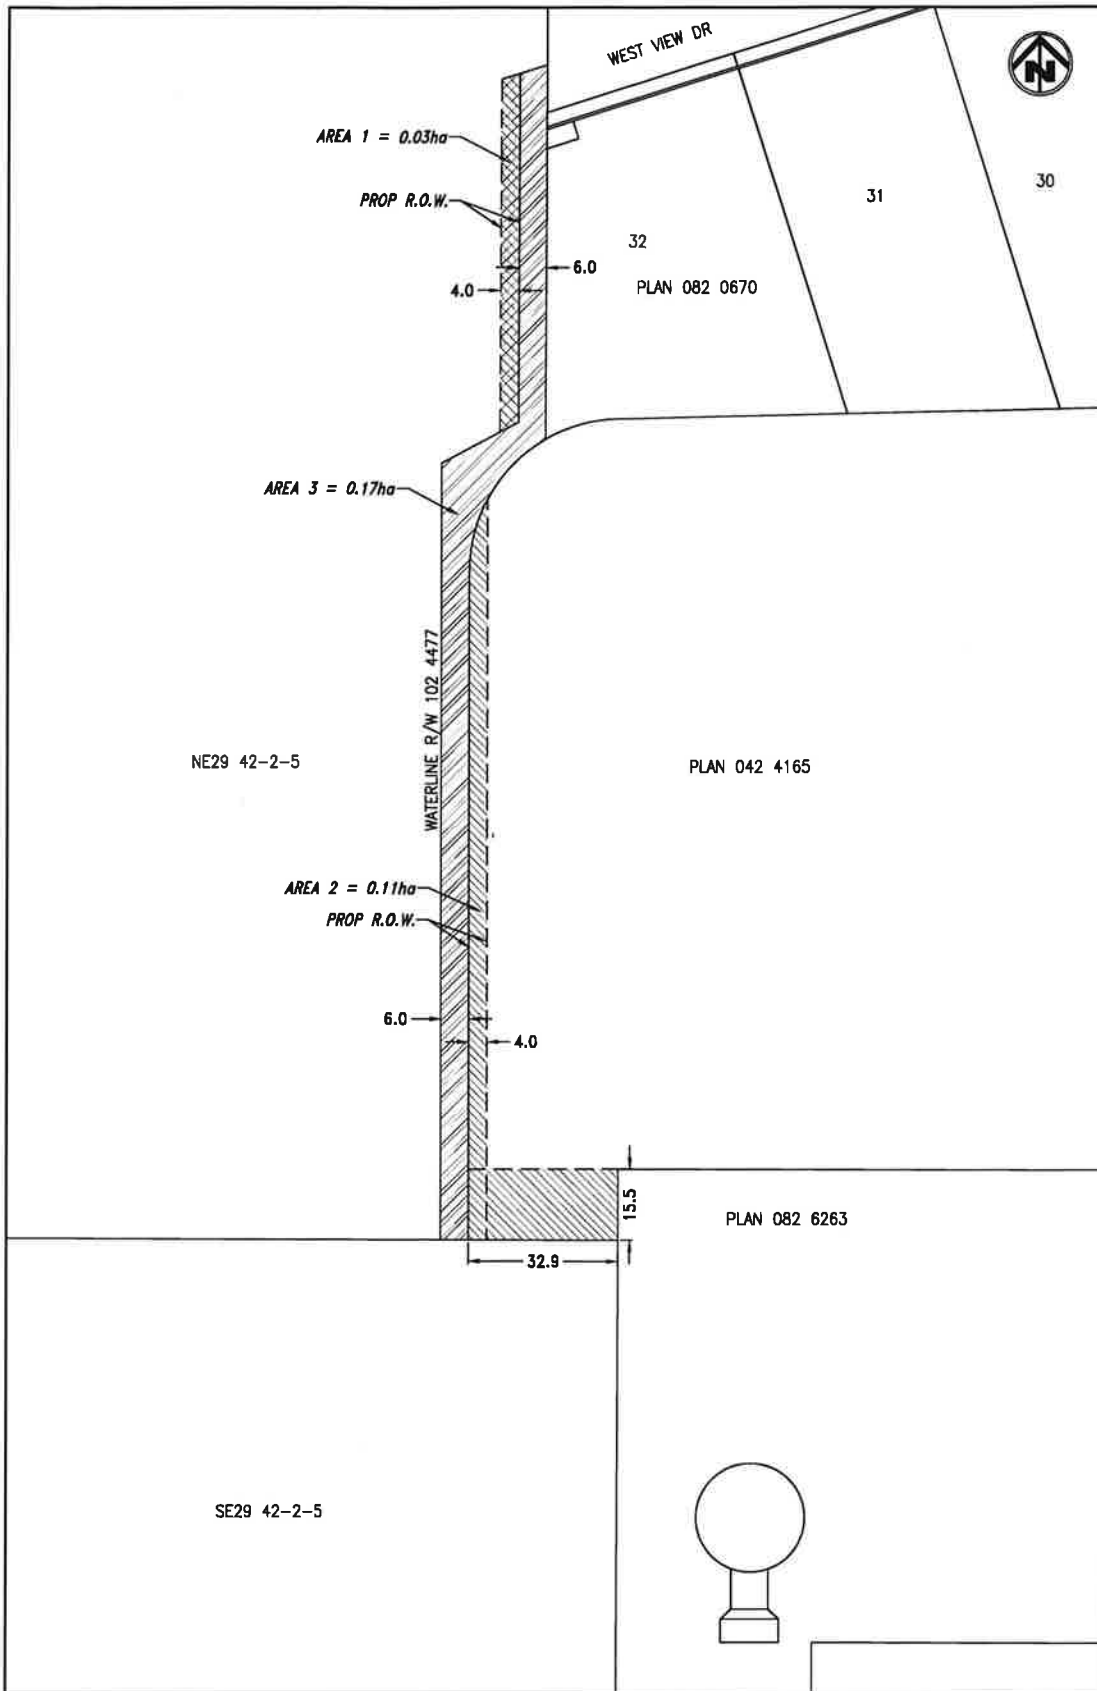 WEST VIEW DR
N
AREA 1 = 0.03ha
PROP R.O.W.
30
31
32
6.0
4.0
PLAN 082 0670
AREA 3 = 0.17ha
WATERLINE R/W 102 4477
NE29 42-2-5
PLAN 042 4165
AREA 2 = 0.11ha
PROP R.O.W.
6.0
4.0
15.5
PLAN 082 6263
32.9
SE29 42-2-5